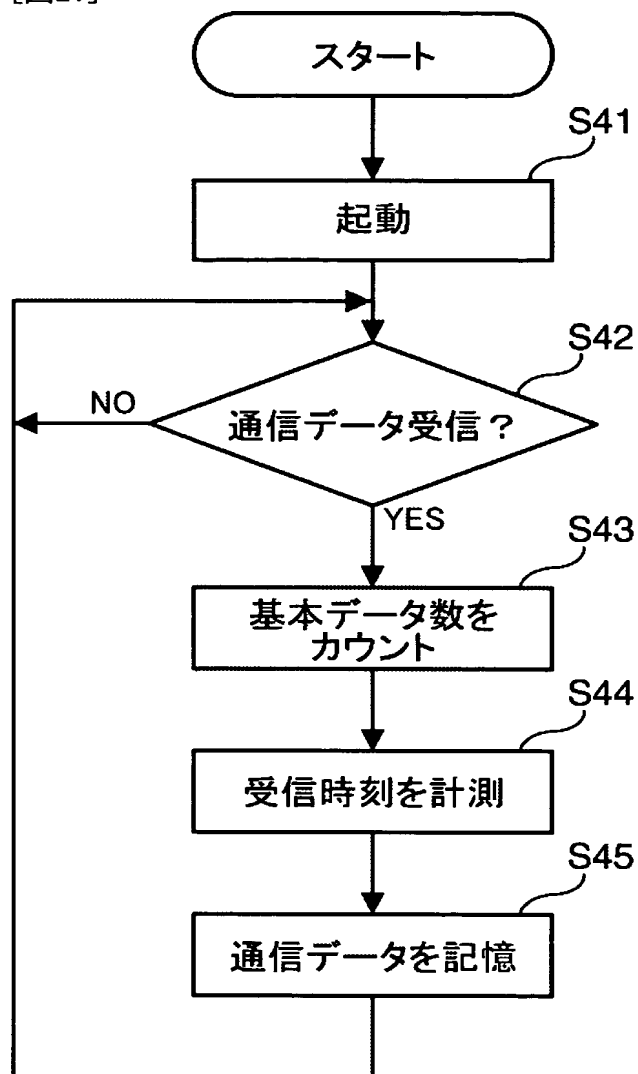 スタート
S41
起動
S42
NO
通信データ受信？
YES
S43
基本データ数を
カウント
S44
受信時刻を計測
S45
通信データを記憶